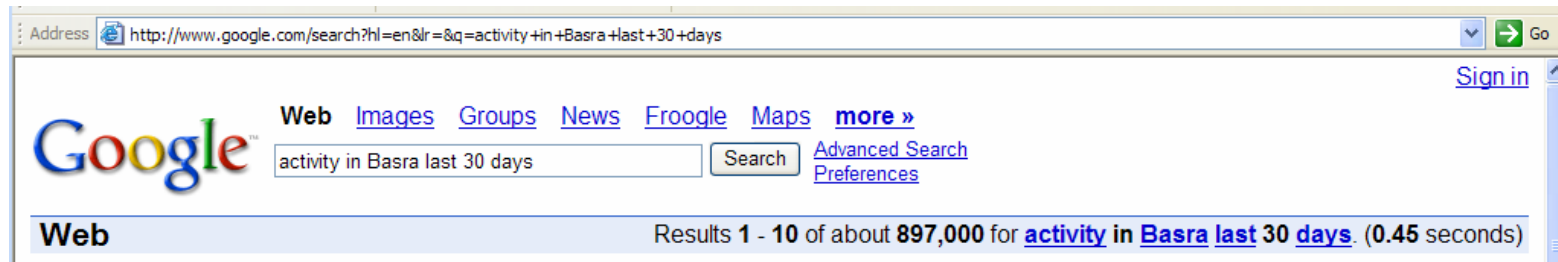 Address http://www.google.com/search?hl=en&lr=&q=activity+in+Basra+last+30+days Go
Sign in
Google™ Web Images Groups News Froogle Maps more »
activity in Basra last 30 days Search Advanced Search
Preferences
Web Results 1 - 10 of about 897,000 for activity in Basra last 30 days. (0.45 seconds)